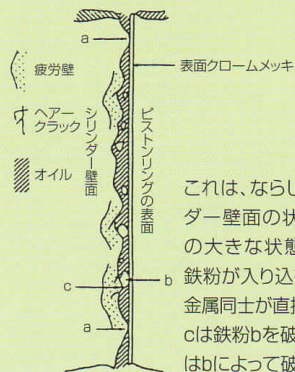 a
疲労壁
ヘアー
クラック
オイル
シリンダー壁面
ピストンリングの表面
表面クロームメッキ
c
b
a
これは、ならし
ダー壁面の状
の大きな状態
鉄粉が入り込
金属同士が直接
cは鉄粉bを破
はbによって破